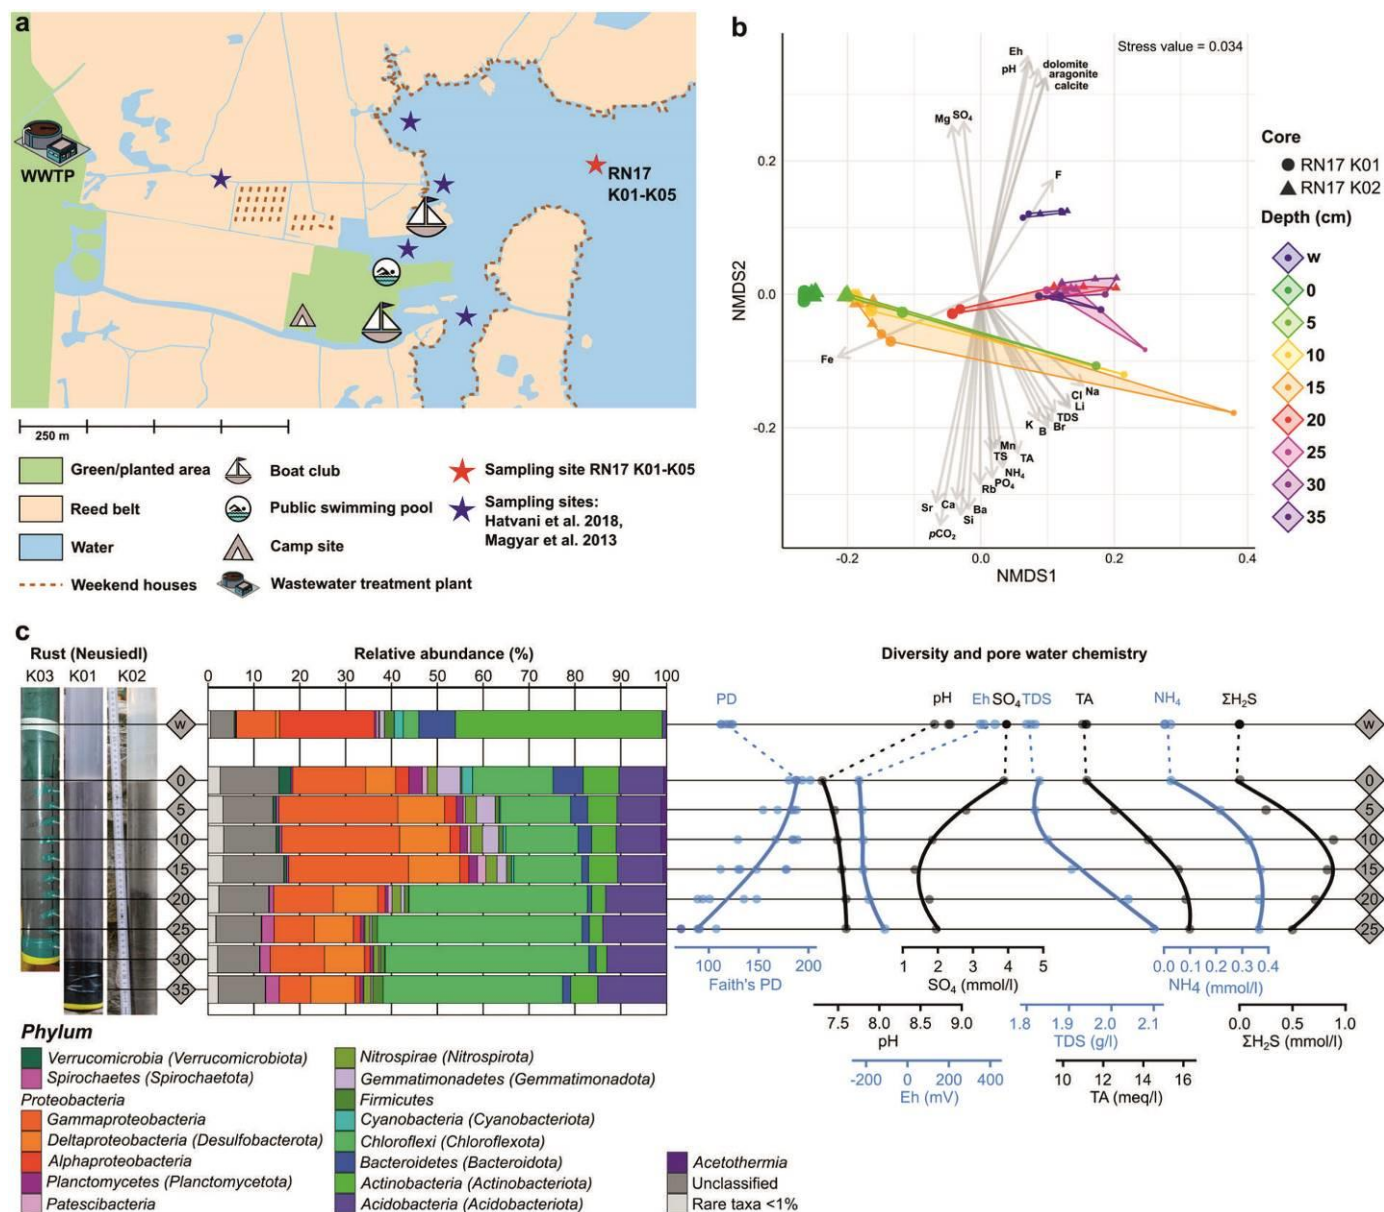 a
WWTP
RN17
K01-K05
250 m
Green/planted area
Reed belt
Water
Weekend houses
Boat club
Public swimming pool
Camp site
Wastewater treatment plant
Sampling site RN17 K01-K05
Sampling sites:
Hatvani et al. 2018,
Magyar et al. 2013
b
Stress value = 0.034
Eh
pH
dolomite
aragonite
calcite
Mg
SO₄
F
Fe
Na
Cl
Li
TDS
Br
B
K
Mn
TS
TA
NH₄
PO₄
Rb
Ca
Sr
Ba
Si
pCO₂
NMDS2
0.2
0.0
-0.2
-0.2
0.0
0.2
0.4
NMDS1
Core
RN17 K01
RN17 K02
Depth (cm)
w
0
5
10
15
20
25
30
35
c
Rust (Neusiedl)
K03 K01 K02
Relative abundance (%)
0 10 20 30 40 50 60 70 80 90 100
Diversity and pore water chemistry
PD pH Eh SO₄ TDS TA NH₄ ΣH₂S
w w
0 0
5 5
10 10
15 15
20 20
25 25
30
35
100 150 200
Faith's PD
1 2 3 4 5
SO₄ (mmol/l)
0.0 0.1 0.2 0.3 0.4
NH₄ (mmol/l)
7.5 8.0 8.5 9.0
pH
1.8 1.9 2.0 2.1
TDS (g/l)
0.0 0.5 1.0
ΣH₂S (mmol/l)
-200 0 200 400
Eh (mV)
10 12 14 16
TA (meq/l)
Phylum
Verrucomicrobia (Verrucomicrobiota)
Spirochaetes (Spirochaetota)
Proteobacteria
Gammaproteobacteria
Deltaproteobacteria (Desulfobacterota)
Alphaproteobacteria
Planctomycetes (Planctomycetota)
Patescibacteria
Nitrospirae (Nitrospirota)
Gemmatimonadetes (Gemmatimonadota)
Firmicutes
Cyanobacteria (Cyanobacteriota)
Chloroflexi (Chloroflexota)
Bacteroidetes (Bacteroidota)
Actinobacteria (Actinobacteriota)
Acidobacteria (Acidobacteriota)
Acetothermia
Unclassified
Rare taxa <1%